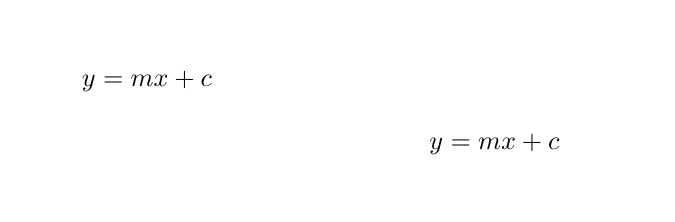 y = mx + c
y = mx + c